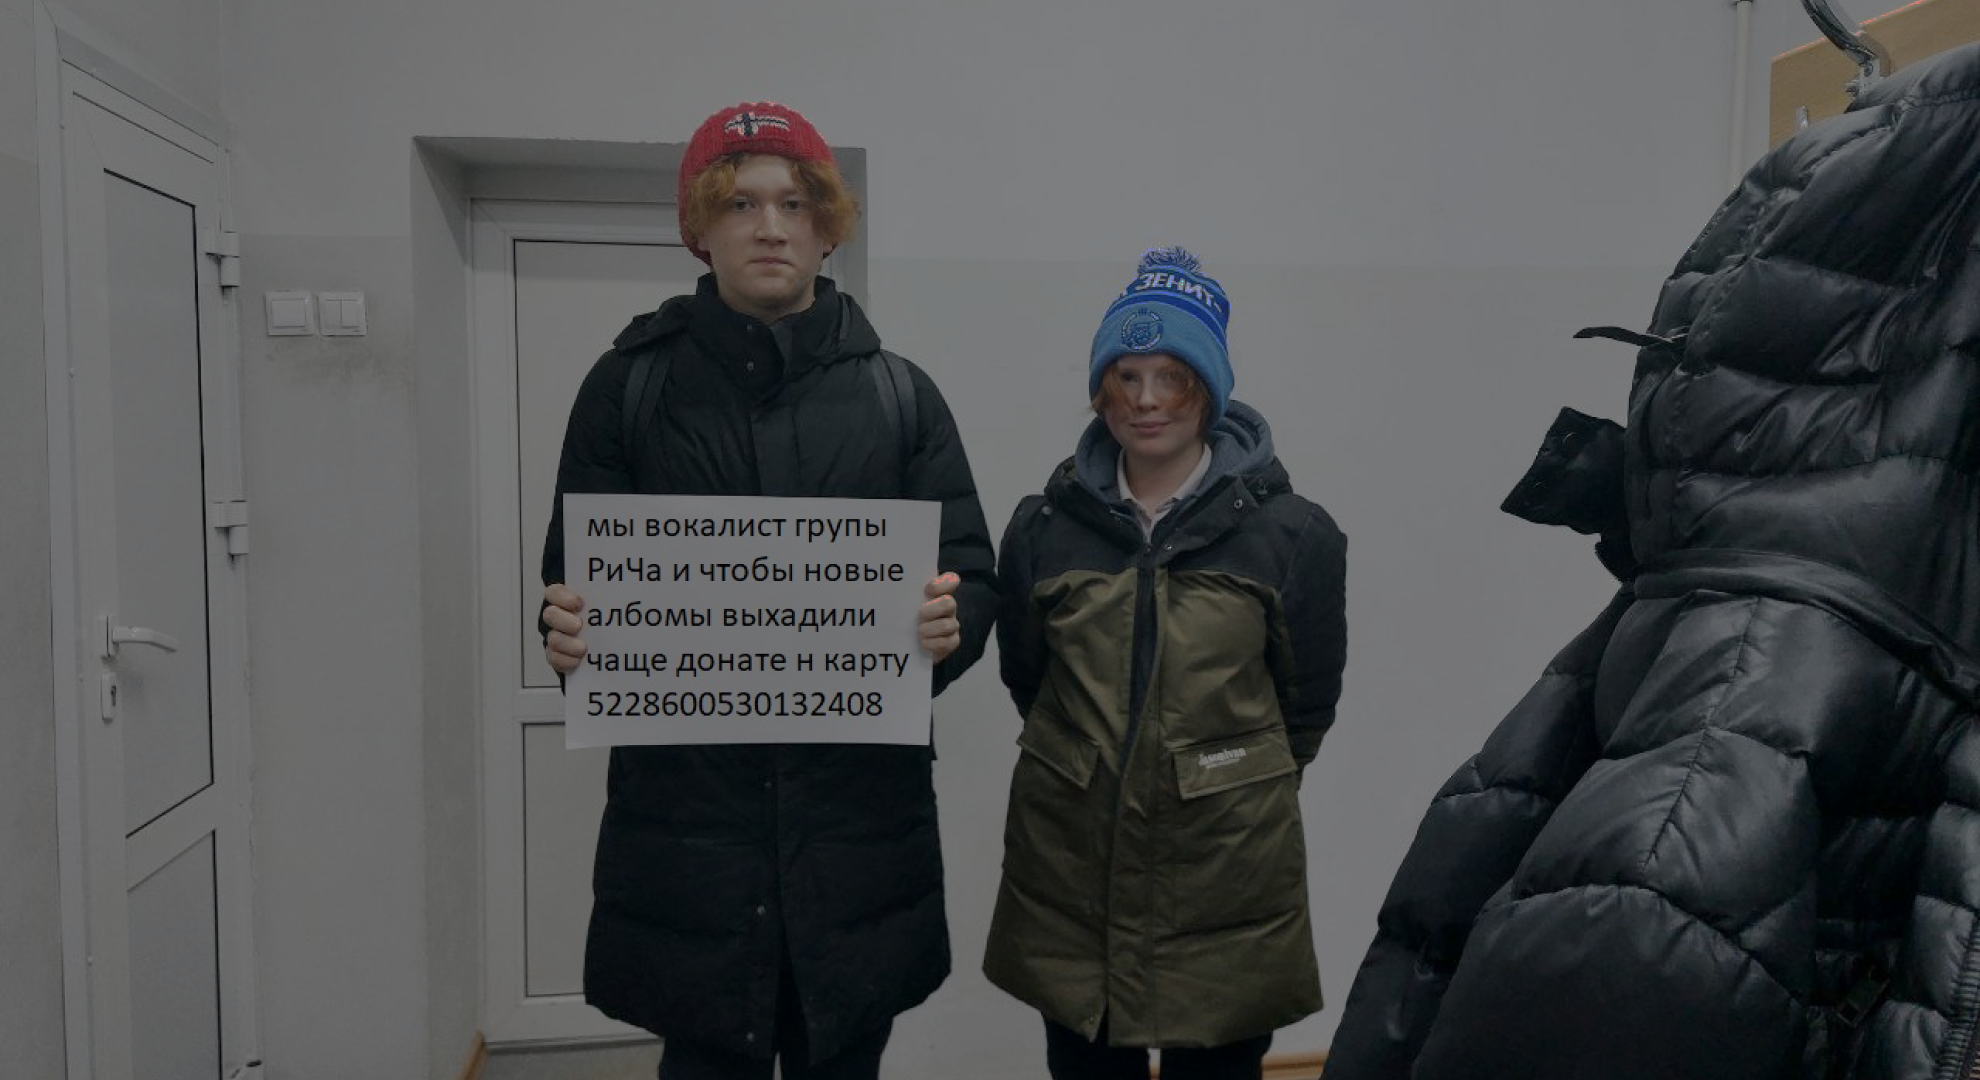 ЗЕНИТ-
мы вокалист групы
РиЧа и чтобы новые
албомы выхадили
чаще донате н карту
5228600530132408